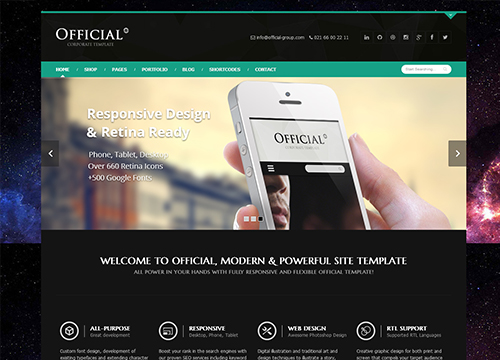 OFFICIAL
CORPORATE TEMPLATE
info@official-group.com
021 66 00 22 11
HOME / SHOP / PAGES / PORTFOLIO / BLOG / SHORTCODES / CONTACT
Responsive Design
& Retina Ready
Phone, Tablet, Desktop
Over 660 Retina Icons
+500 Google Fonts
OFFICIAL
CORPORATE TEMPLATE
WELCOME TO OFFICIAL, MODERN & POWERFUL SITE TEMPLATE
ALL POWER IN YOUR HANDS WITH FULLY RESPONSIVE AND FLEXIBLE OFFICIAL TEMPLATE!
ALL-PURPOSE
Great development
Custom font design, development of
existing typefaces and extending character
RESPONSIVE
Desktop, Phone, Tablet
Boost your rank in the search engines with
our proven SEO services including keyword
WEB DESIGN
Awesome Photoshop Design
Digital illustration and traditional art and
design techniques to illustrate a story,
RTL SUPPORT
Supported RTL Languages
Creative graphic design for both print and
screen that compels your target audience